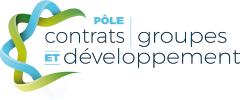 PÔLE
contrats groupes
ET développement